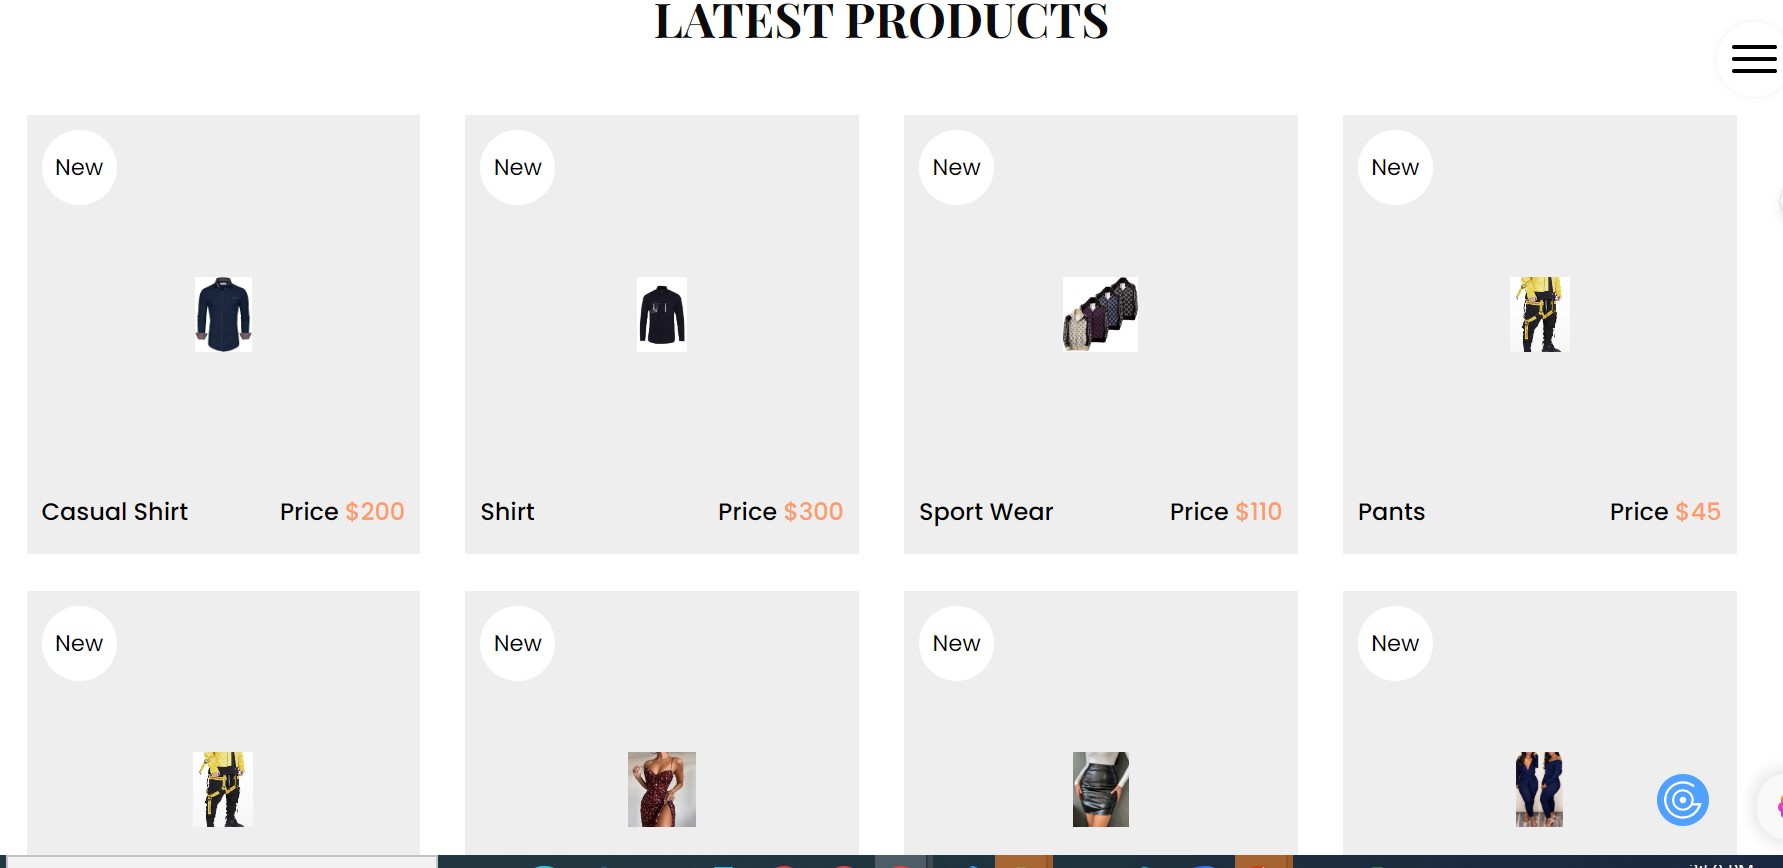 LATEST PRODUCTS
New
New
New
New
Casual Shirt Price $200
Shirt Price $300
Sport Wear Price $110
Pants Price $45
New
New
New
New